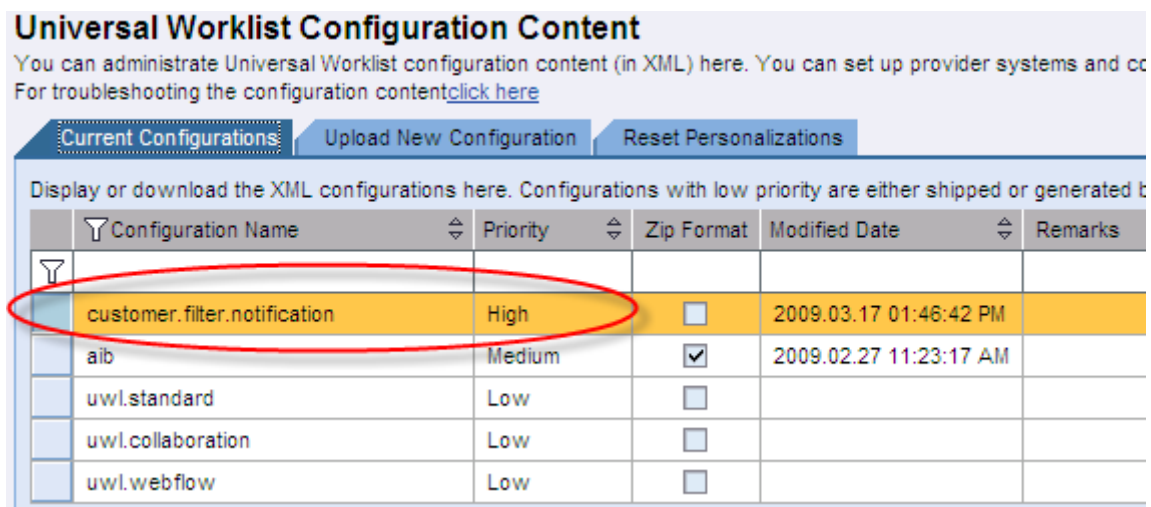 Universal Worklist Configuration Content
You can administrate Universal Worklist configuration content (in XML) here. You can set up provider systems and co
For troubleshooting the configuration contentclick here
Current Configurations Upload New Configuration Reset Personalizations
Display or download the XML configurations here. Configurations with low priority are either shipped or generated b
Configuration Name Priority Zip Format Modified Date Remarks
customer.filter.notification High 2009.03.17 01:46:42 PM
aib Medium 2009.02.27 11:23:17 AM
uwl.standard Low
uwl.collaboration Low
uwl.webflow Low